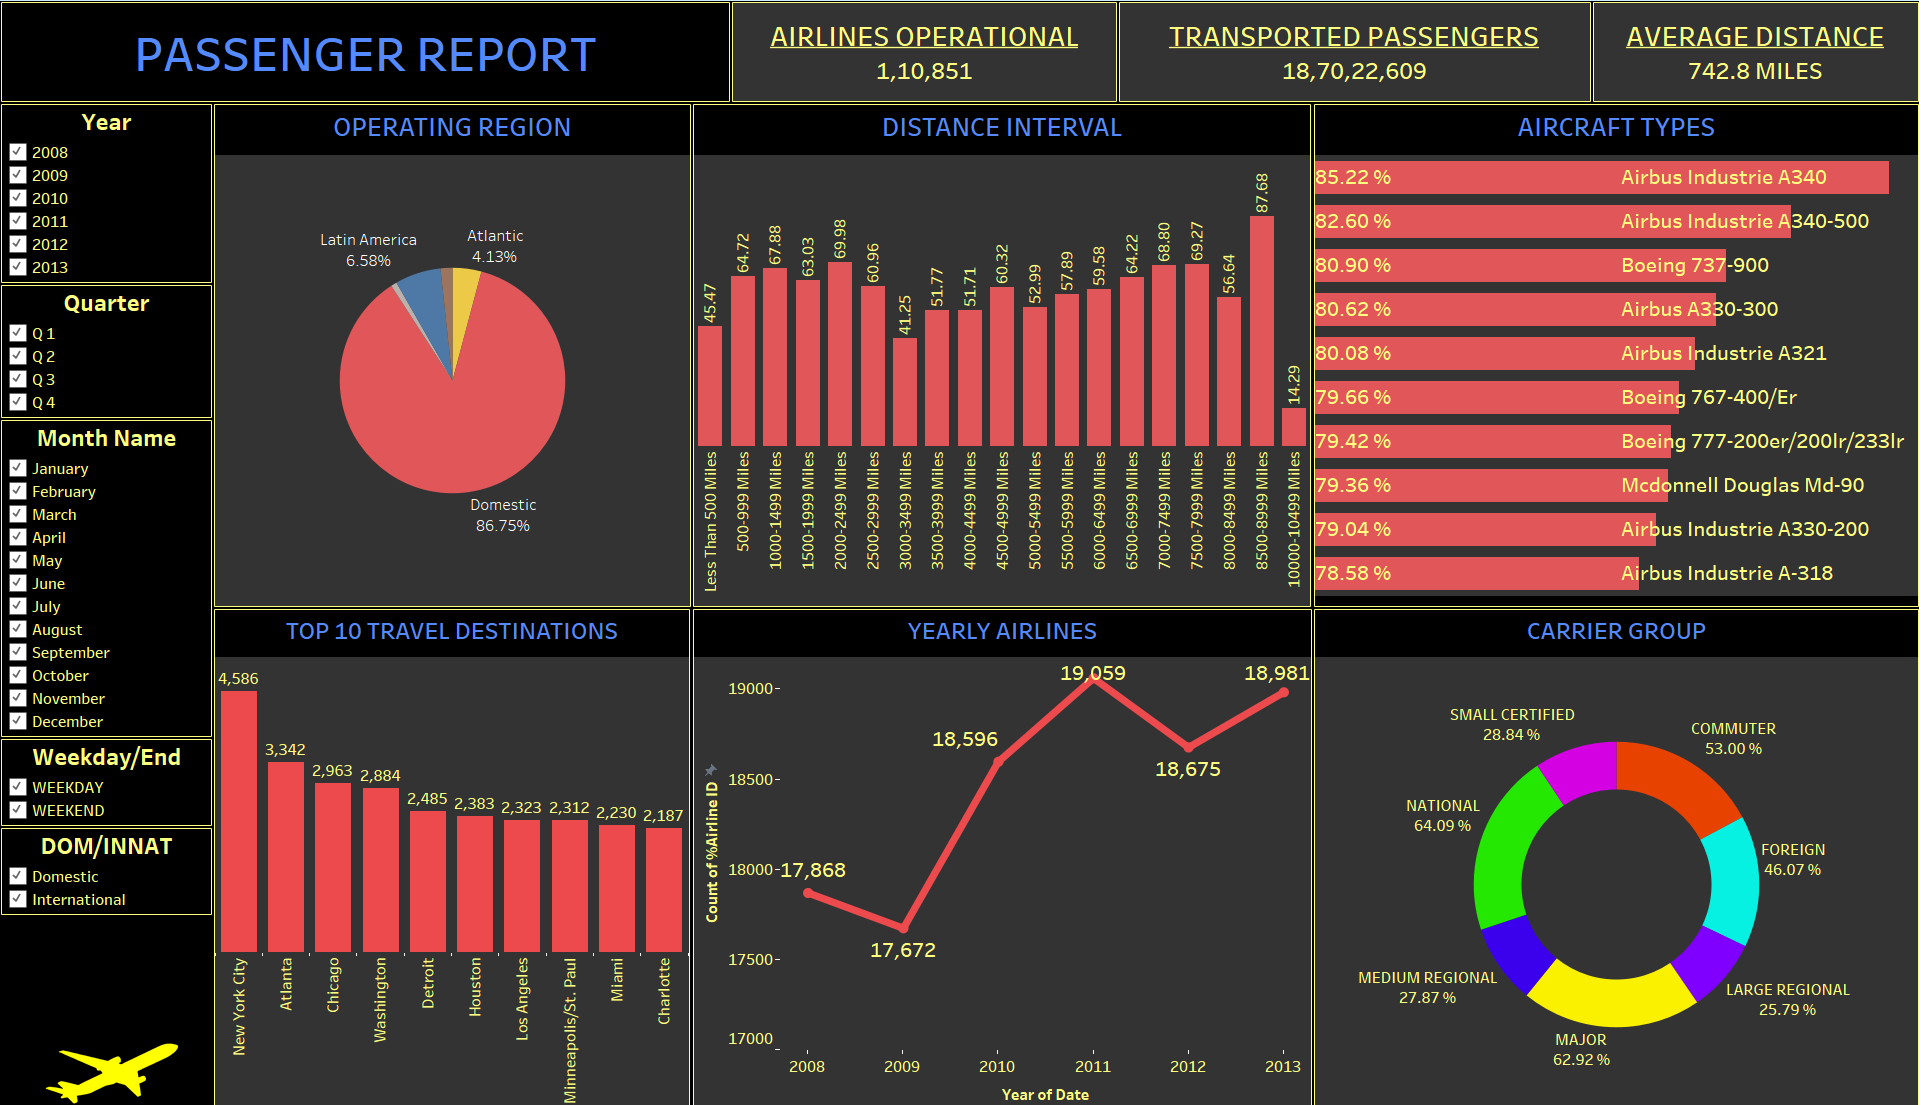 PASSENGER REPORT
AIRLINES OPERATIONAL
1,10,851
TRANSPORTED PASSENGERS
18,70,22,609
AVERAGE DISTANCE
742.8 MILES
Year
2008
2009
2010
2011
2012
2013
Quarter
Q 1
Q 2
Q 3
Q 4
Month Name
January
February
March
April
May
June
July
August
September
October
November
December
Weekday/End
WEEKDAY
WEEKEND
DOM/INNAT
Domestic
International
OPERATING REGION
Latin America
6.58%
Atlantic
4.13%
Domestic
86.75%
DISTANCE INTERVAL
45.47
64.72
67.88
63.03
69.98
60.96
41.25
51.77
51.71
60.32
52.99
57.89
59.58
64.22
68.80
69.27
56.64
87.68
14.29
Less Than 500 Miles
500-999 Miles
1000-1499 Miles
1500-1999 Miles
2000-2499 Miles
2500-2999 Miles
3000-3499 Miles
3500-3999 Miles
4000-4499 Miles
4500-4999 Miles
5000-5499 Miles
5500-5999 Miles
6000-6499 Miles
6500-6999 Miles
7000-7499 Miles
7500-7999 Miles
8000-8499 Miles
8500-8999 Miles
10000-10499 Miles
AIRCRAFT TYPES
85.22 % Airbus Industrie A340
82.60 % Airbus Industrie A340-500
80.90 % Boeing 737-900
80.62 % Airbus A330-300
80.08 % Airbus Industrie A321
79.66 % Boeing 767-400/Er
79.42 % Boeing 777-200er/200lr/233lr
79.36 % Mcdonnell Douglas Md-90
79.04 % Airbus Industrie A330-200
78.58 % Airbus Industrie A-318
TOP 10 TRAVEL DESTINATIONS
4,586
3,342
2,963
2,884
2,485
2,383
2,323
2,312
2,230
2,187
New York City
Atlanta
Chicago
Washington
Detroit
Houston
Los Angeles
Minneapolis/St. Paul
Miami
Charlotte
YEARLY AIRLINES
Count of %Airline ID
19000
18500
18000
17500
17000
17,868
17,672
18,596
19,059
18,675
18,981
2008
2009
2010
2011
2012
2013
Year of Date
CARRIER GROUP
SMALL CERTIFIED
28.84 %
COMMUTER
53.00 %
NATIONAL
64.09 %
FOREIGN
46.07 %
MEDIUM REGIONAL
27.87 %
LARGE REGIONAL
25.79 %
MAJOR
62.92 %